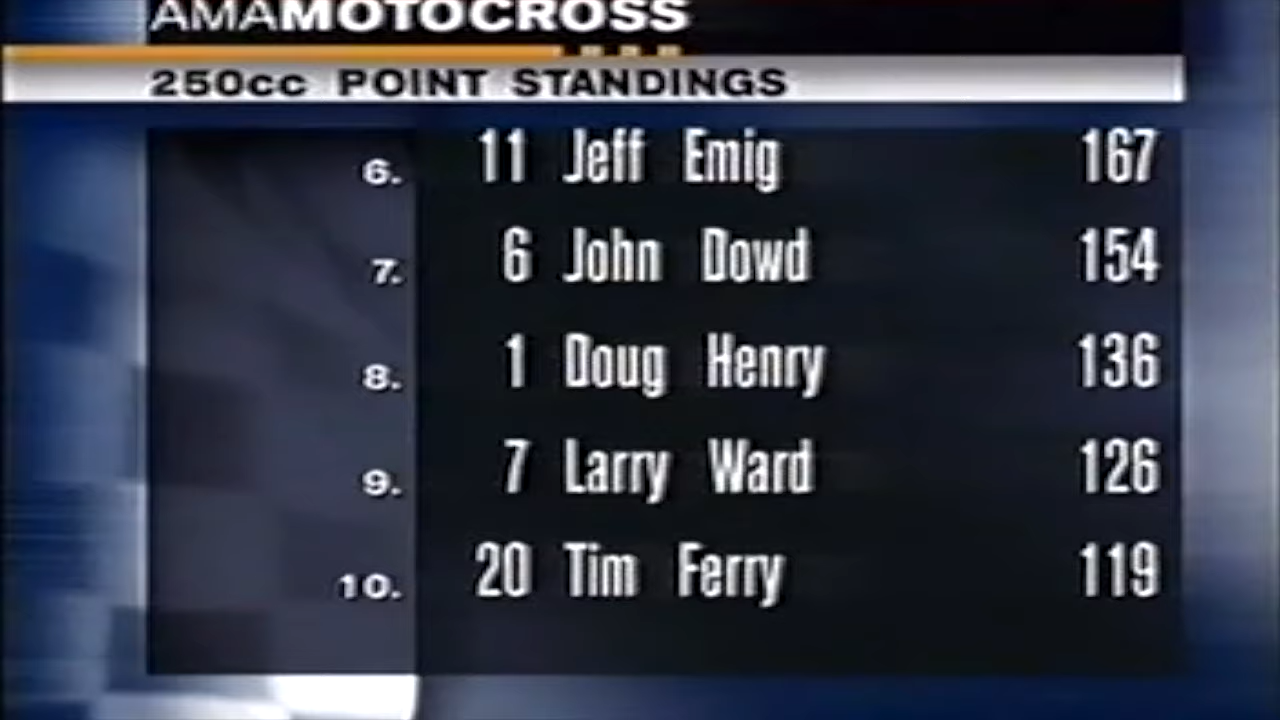 AMAMOTOCROSS
250cc POINT STANDINGS
6. 11 Jeff Emig 167
7. 6 John Dowd 154
8. 1 Doug Henry 136
9. 7 Larry Ward 126
10. 20 Tim Ferry 119